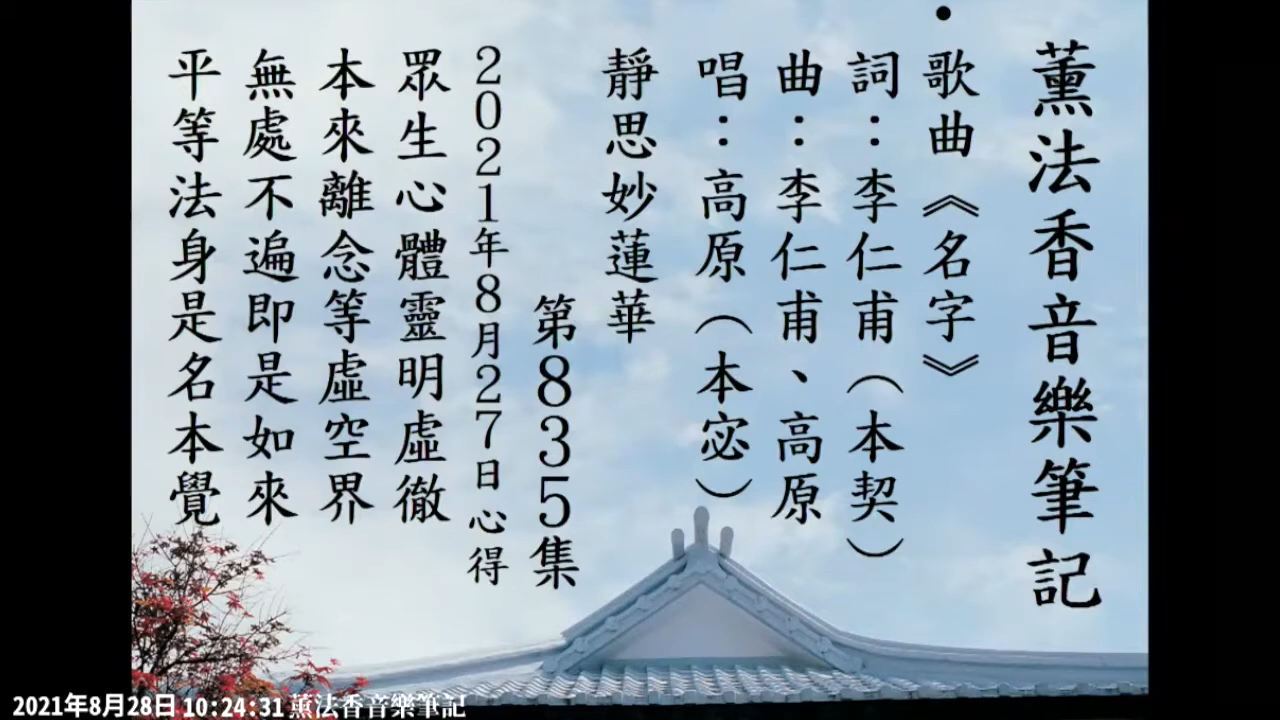 薰法香音樂筆記
•歌曲《名字》
詞：李仁甫（本契）
曲：李仁甫、高原
唱：高原（本宓）
靜思妙蓮華
第835集
2021年8月27日心得
眾生心體靈明虛徹
本來離念等虛空界
無處不遍即是如來
平等法身是名本覺
2021年8月28日 10:24:31 薰法香音樂筆記